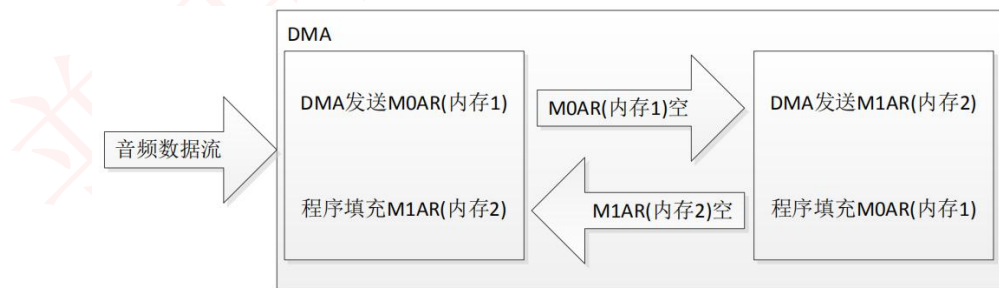 DMA
音频数据流
DMA发送M0AR(内存1)
程序填充M1AR(内存2)
M0AR(内存1)空
M1AR(内存2)空
DMA发送M1AR(内存2)
程序填充M0AR(内存1)